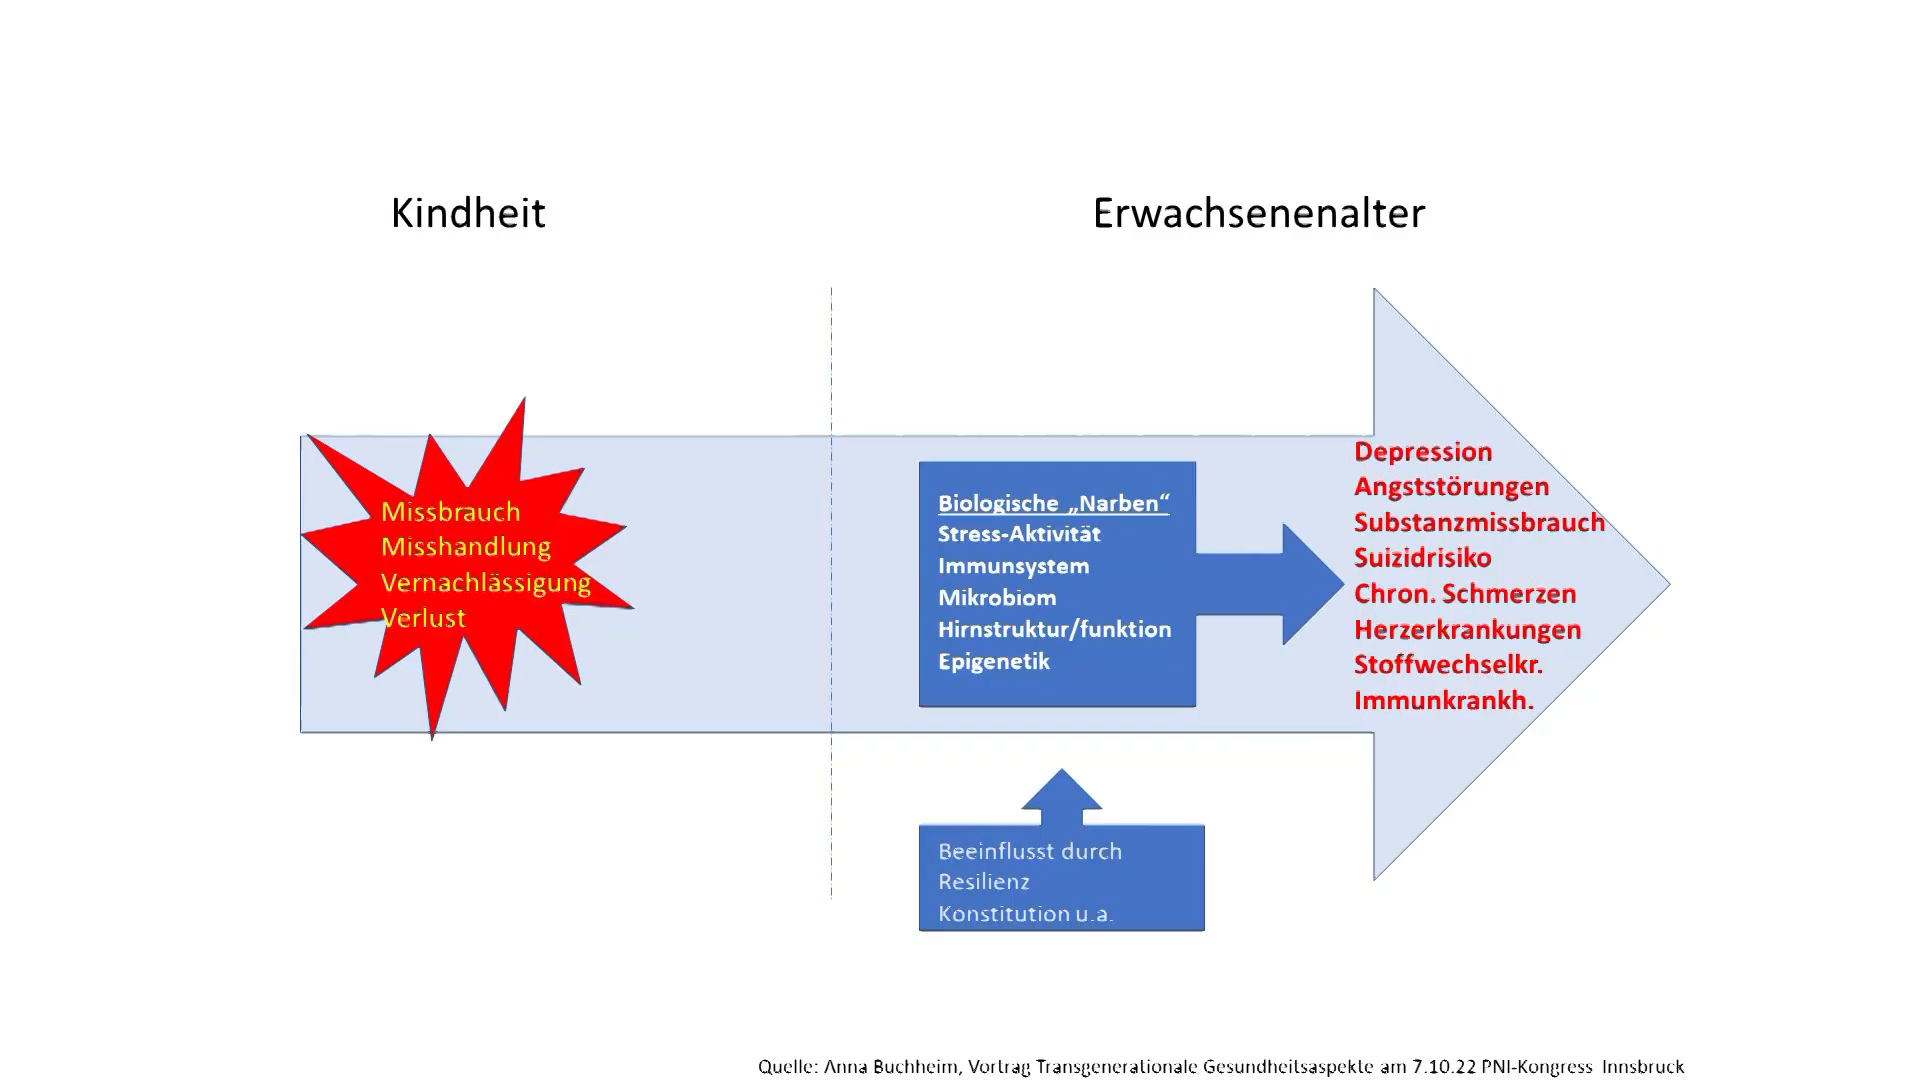 Kindheit
Erwachsenenalter
Missbrauch
Misshandlung
Vernachlässigung
Verlust
Biologische „Narben“
Stress-Aktivität
Immunsystem
Mikrobiom
Hirnstruktur/funktion
Epigenetik
Depression
Angststörungen
Substanzmissbrauch
Suizidrisiko
Chron. Schmerzen
Herzerkrankungen
Stoffwechselkr.
Immunkrankh.
Beeinflusst durch
Resilienz
Konstitution u.a.
Quelle: Anna Buchheim, Vortrag Transgenerationale Gesundheitsaspekte am 7.10.22 PNI-Kongress Innsbruck